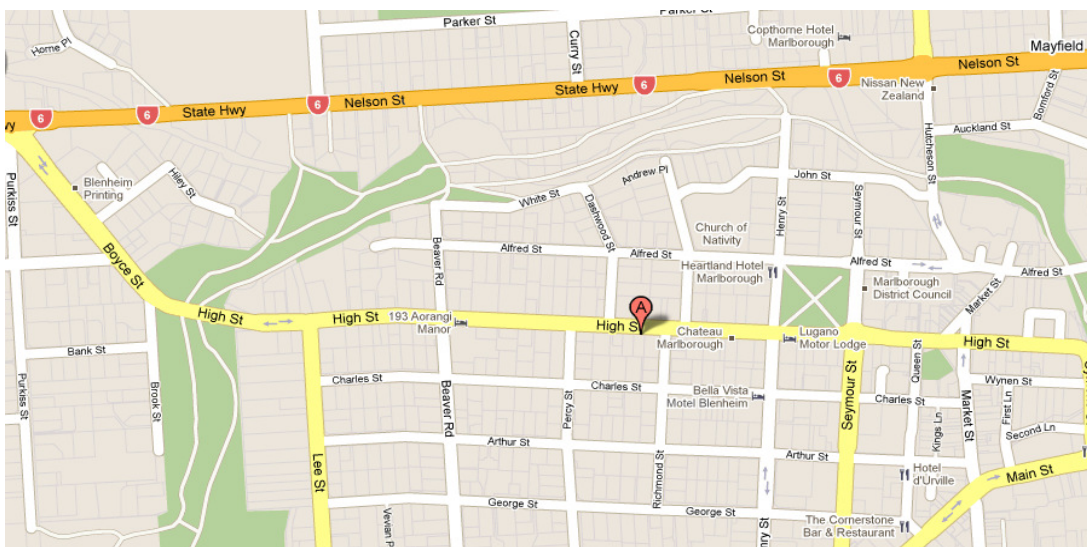 Parker St
Parker St
Horne Pl
Curry St
Copthorne Hotel
Marlborough
Mayfield
Nelson St
Nelson St
6
State Hwy
6
Nelson St
State Hwy
6
6
Nissan New
Zealand
Bomford St
6
Auckland St
Hutcheson St
Purkiss St
Blenheim
Printing
Hiley St
Andrew Pl
John St
White St
Dashwood St
Henry St
Seymour St
Church of
Nativity
Boyce St
Beaver Rd
Alfred St
Alfred St
Alfred St
Alfred St
Heartland Hotel
Marlborough
Marlborough
District Council
Market St
A
High St
High St
193 Aorangi
Manor
High St
Chateau
Marlborough
Lugano
Motor Lodge
High St
Queen St
Bank St
Brook St
Purkiss St
Charles St
Charles St
Bella Vista
Motel Blenheim
Charles St
Wynen St
Beaver Rd
Percy St
Seymour St
Kings Ln
Market St
First Ln
Second Ln
Arthur St
Arthur St
Lee St
Richmond St
Hotel
d'Urville
Main St
George St
George St
The Cornerstone
Bar & Restaurant